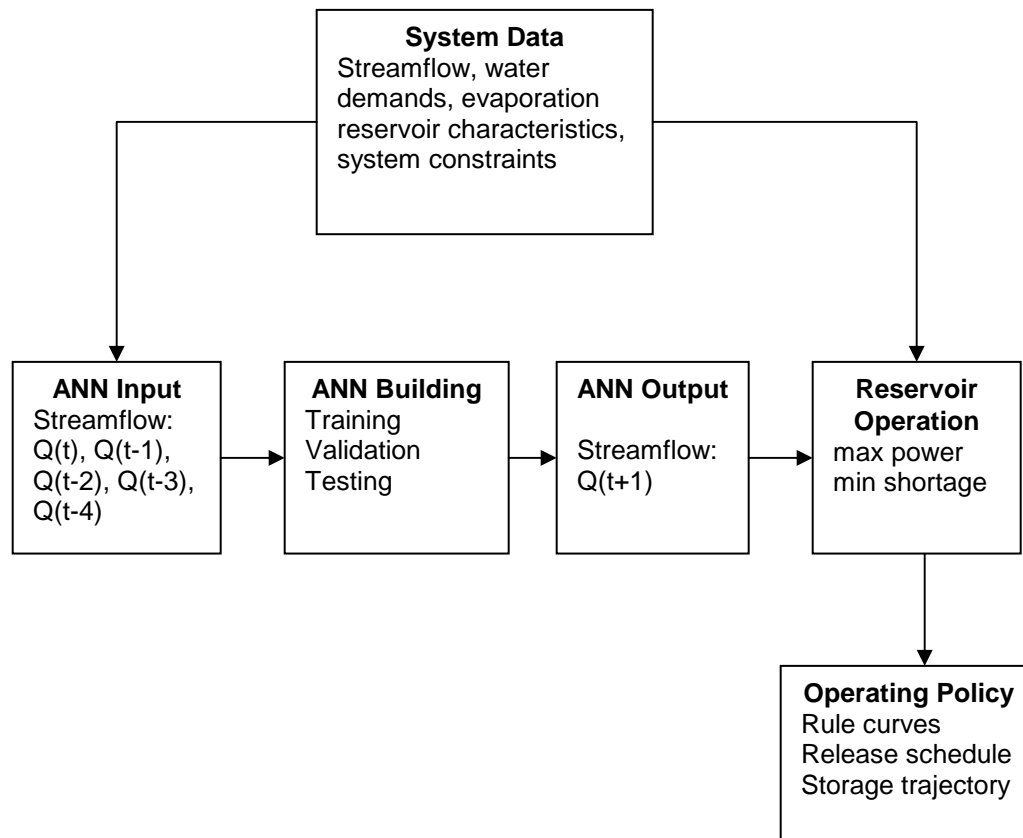 System Data
Streamflow, water
demands, evaporation
reservoir characteristics,
system constraints
ANN Input
Streamflow:
Q(t), Q(t-1),
Q(t-2), Q(t-3),
Q(t-4)
ANN Building
Training
Validation
Testing
ANN Output
Streamflow:
Q(t+1)
Reservoir
Operation
max power
min shortage
Operating Policy
Rule curves
Release schedule
Storage trajectory